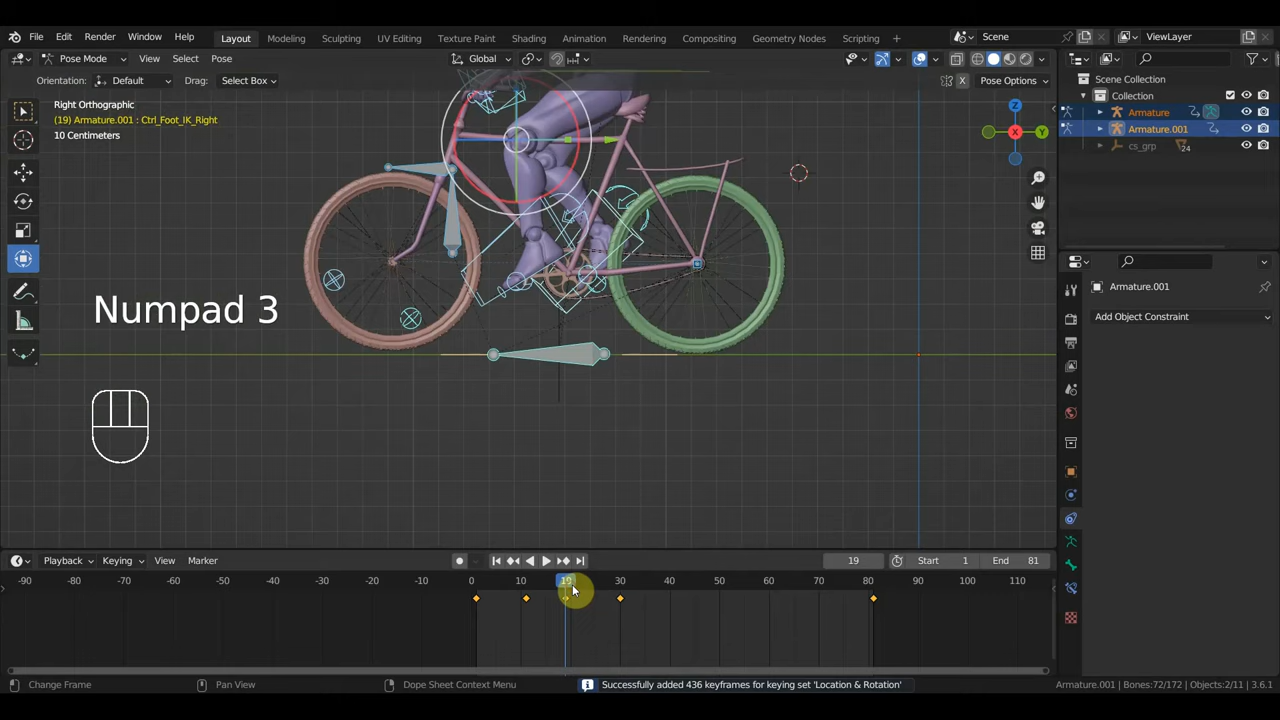 File Edit Render Window Help Layout Modeling Sculpting UV Editing Texture Paint Shading Animation Rendering Compositing Geometry Nodes Scripting + Scene ViewLayer
Pose Mode View Select Pose Global
Orientation: Default Drag: Select Box X Pose Options
Right Orthographic
(19) Armature.001 : Ctrl_Foot_IK_Right
10 Centimeters
Z
X
Y
Scene Collection
Collection
Armature
Armature.001
cs_grp 24
Armature.001
Add Object Constraint
Numpad 3
Playback Keying View Marker 19 Start 1 End 81
-90 -80 -70 -60 -50 -40 -30 -20 -10 0 10 19 30 40 50 60 70 80 90 100 110
Change Frame Pan View Dope Sheet Context Menu Successfully added 436 keyframes for keying set 'Location & Rotation' Armature.001 | Bones:72/172 | Objects:2/11 | 3.6.1